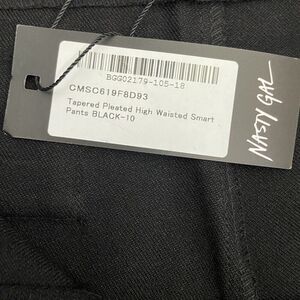 BGG02179-105-18
CMSC619F8D93
Tapered Pleated High Waisted Smart
Pants BLACK-10
NASTY GAL